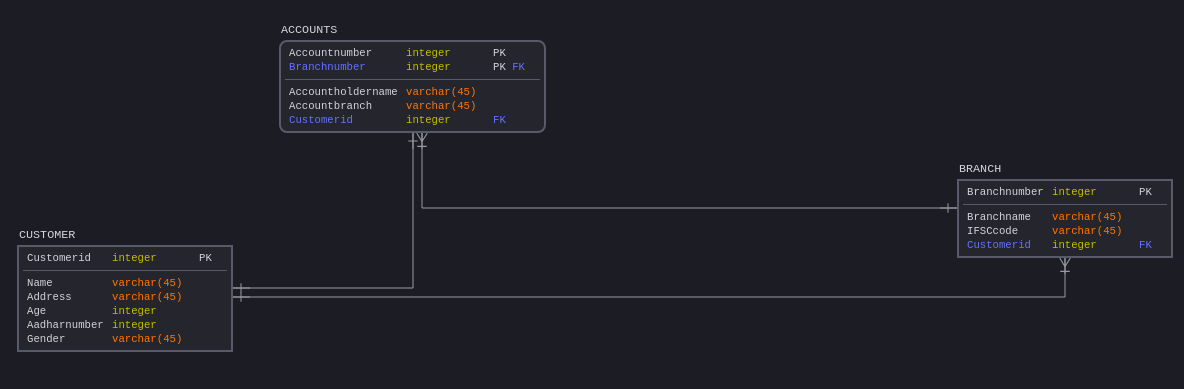 ACCOUNTS
Accountnumber integer PK
Branchnumber integer PK FK
Accountholdername varchar(45)
Accountbranch varchar(45)
Customerid integer FK
BRANCH
Branchnumber integer PK
Branchname varchar(45)
IFSCcode varchar(45)
Customerid integer FK
CUSTOMER
Customerid integer PK
Name varchar(45)
Address varchar(45)
Age integer
Aadharnumber integer
Gender varchar(45)